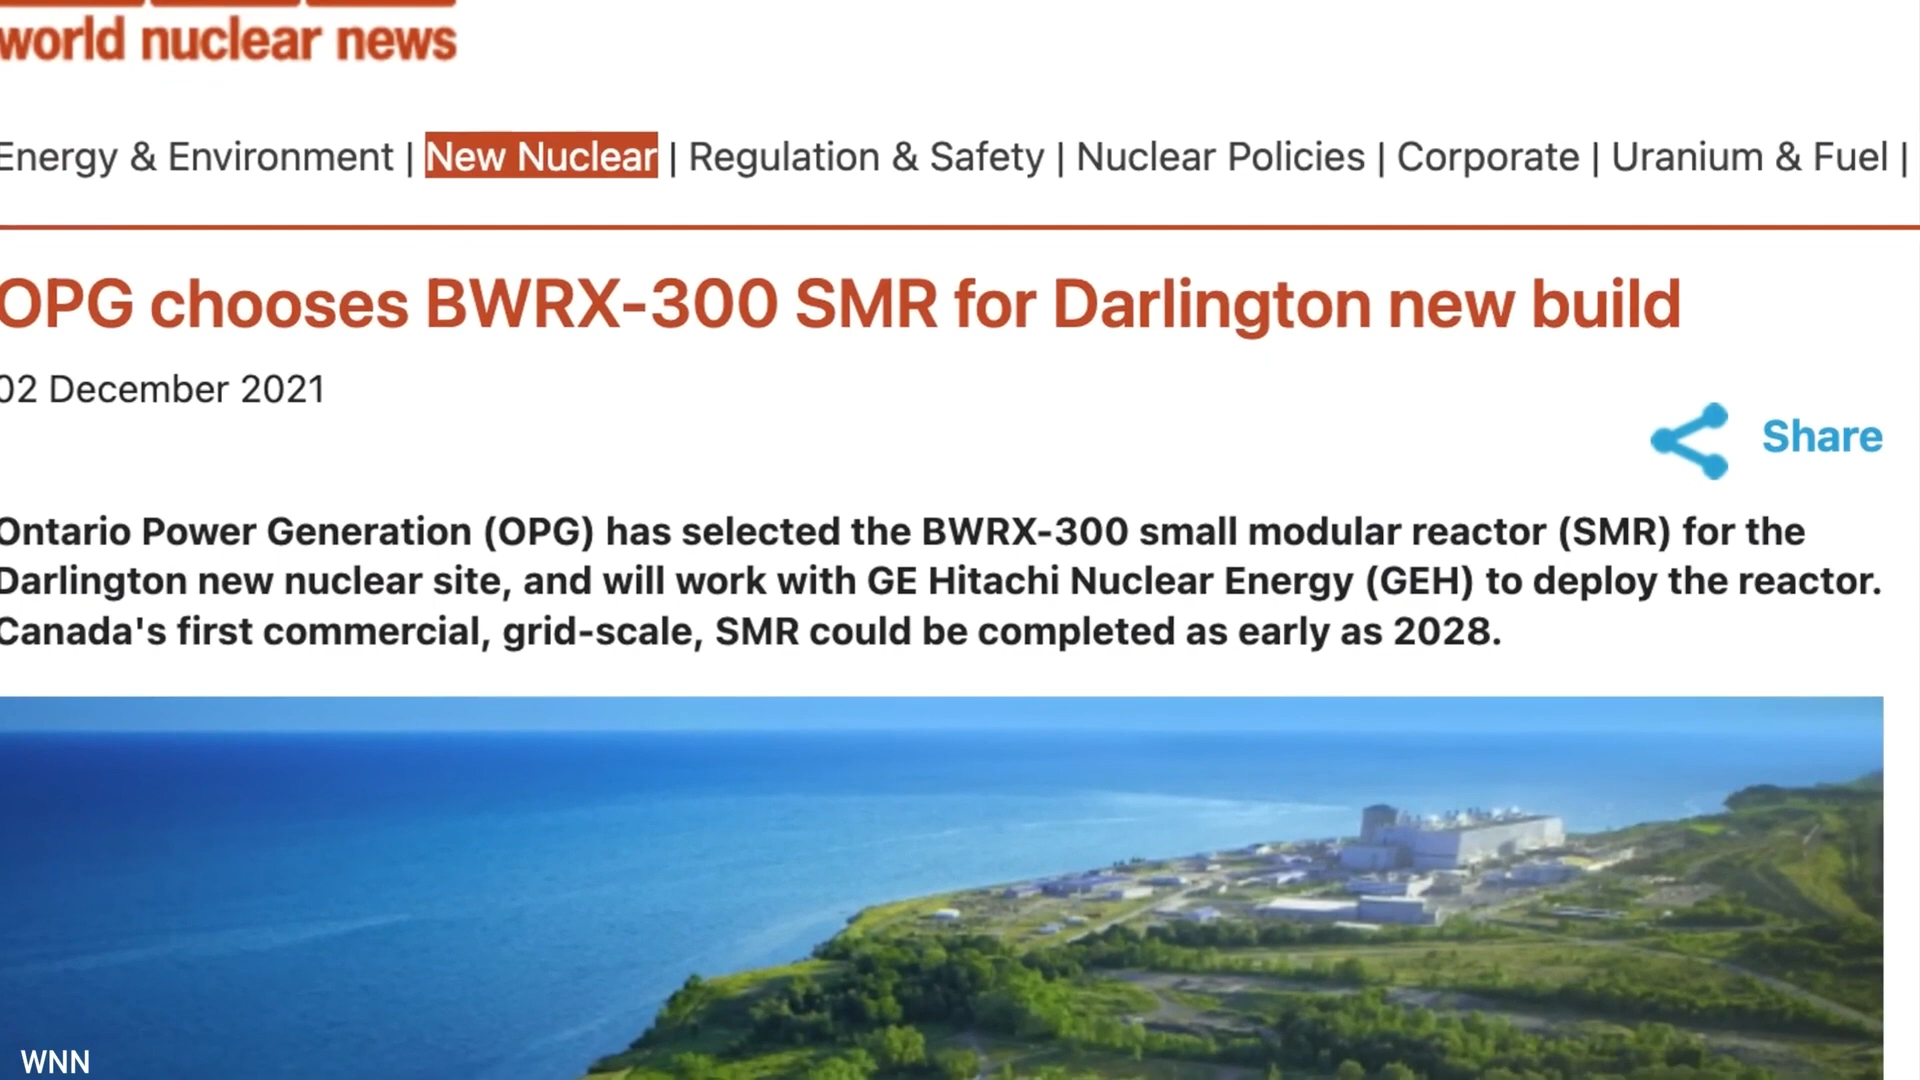 world nuclear news
Energy & Environment | New Nuclear | Regulation & Safety | Nuclear Policies | Corporate | Uranium & Fuel |
OPG chooses BWRX-300 SMR for Darlington new build
02 December 2021
Share
Ontario Power Generation (OPG) has selected the BWRX-300 small modular reactor (SMR) for the
Darlington new nuclear site, and will work with GE Hitachi Nuclear Energy (GEH) to deploy the reactor.
Canada's first commercial, grid-scale, SMR could be completed as early as 2028.
WNN